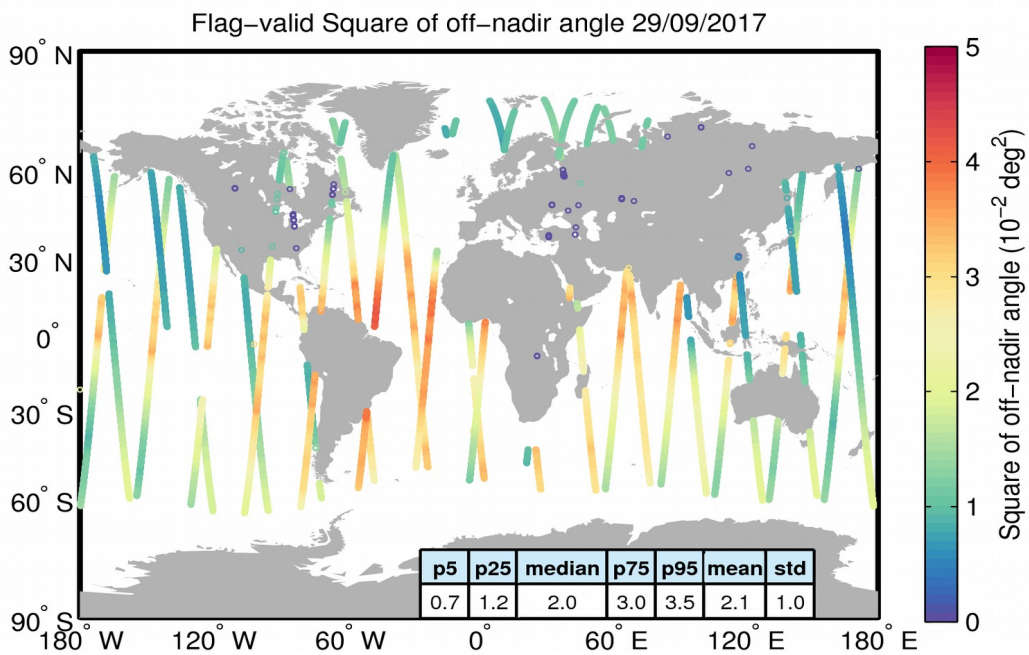 Flag−valid Square of off−nadir angle 29/09/2017
90° N
60° N
30° N
0°
30° S
60° S
90° S
180° W
120° W
60° W
0°
60° E
120° E
180° E
p5 p25 median p75 p95 mean std
0.7 1.2 2.0 3.0 3.5 2.1 1.0
5
4
3
2
1
0
Square of off−nadir angle (10⁻² deg²)